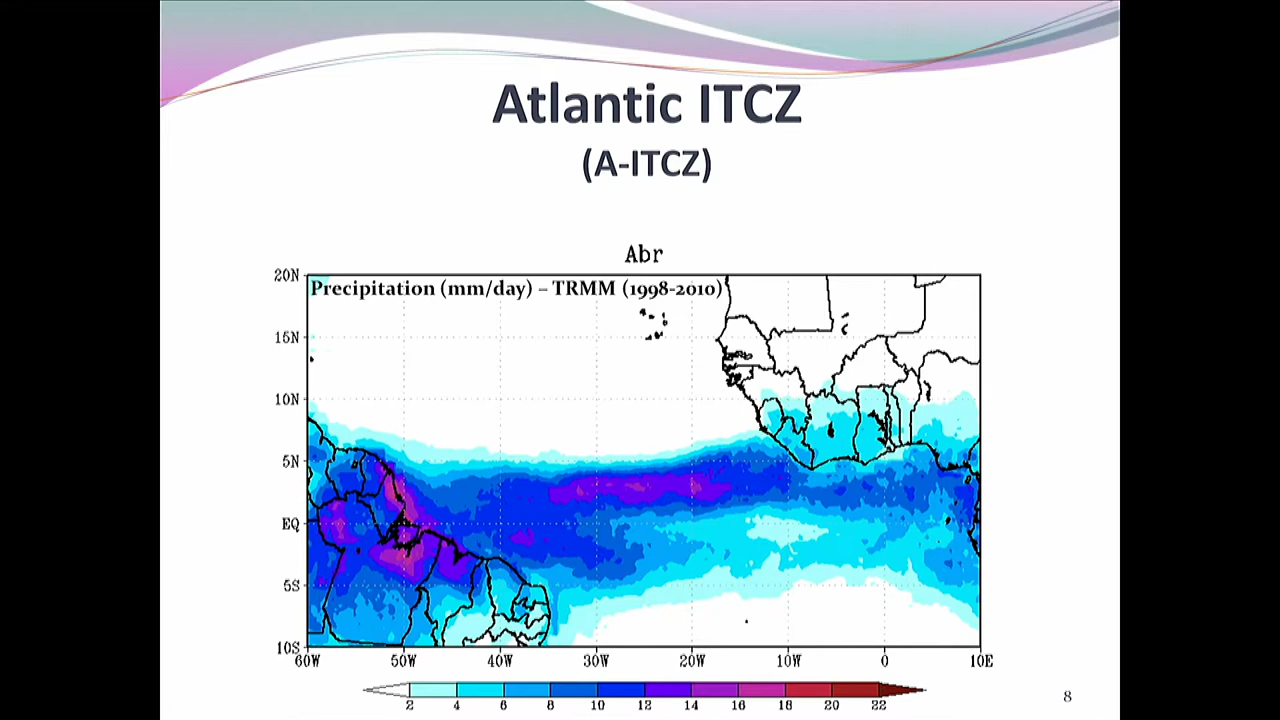 Atlantic ITCZ
(A-ITCZ)
Abr
Precipitation (mm/day) – TRMM (1998-2010)
20N
15N
10N
5N
EQ
5S
10S
60W 50W 40W 30W 20W 10W 0 10E
2 4 6 8 10 12 14 16 18 20 22
8